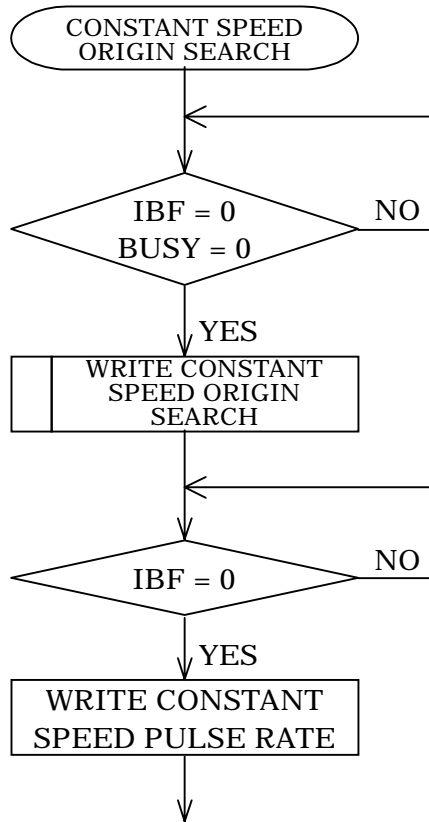 CONSTANT SPEED
ORIGIN SEARCH
IBF = 0
BUSY = 0
NO
YES
WRITE CONSTANT
SPEED ORIGIN
SEARCH
IBF = 0
NO
YES
WRITE CONSTANT
SPEED PULSE RATE